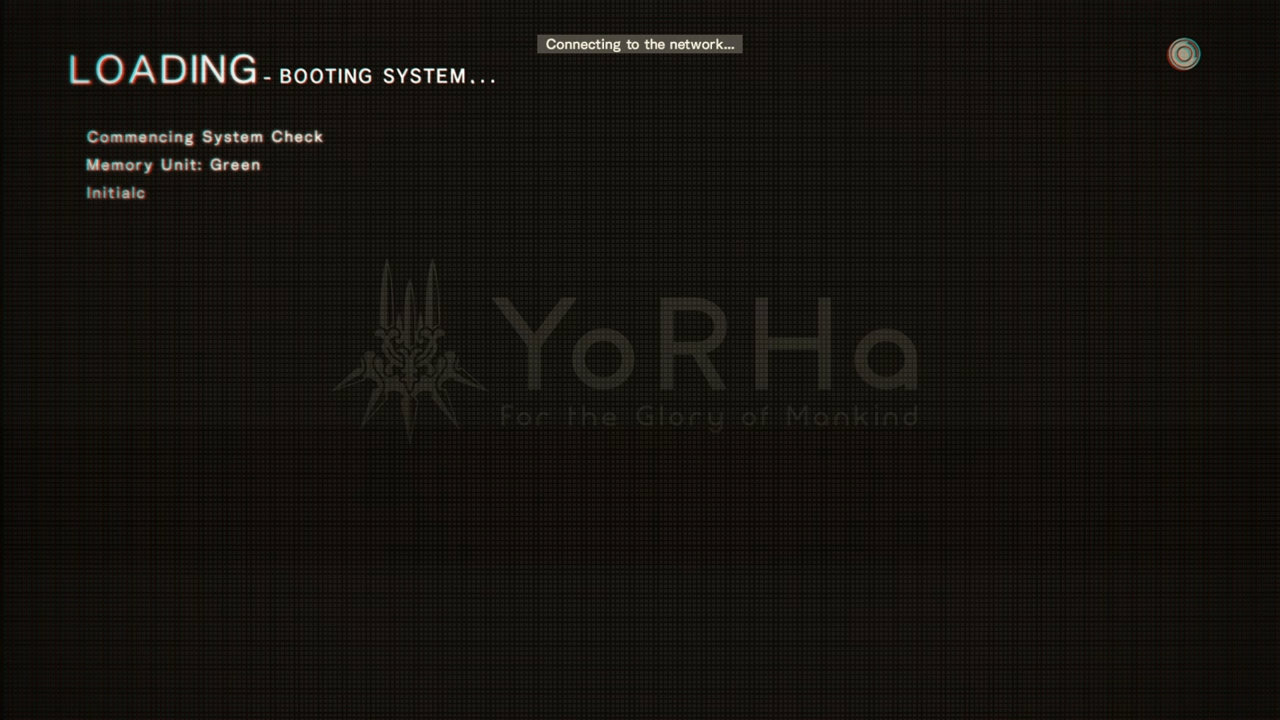 Connecting to the network...
LOADING - BOOTING SYSTEM...
Commencing System Check
Memory Unit: Green
Initialc
YoRHa
For the Glory of Mankind